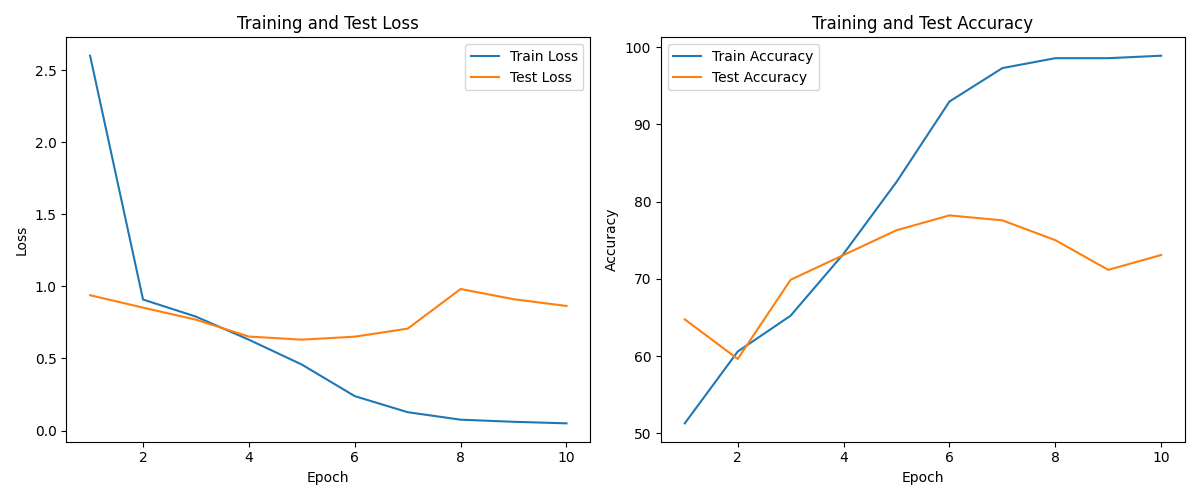 Training and Test Loss
Train Loss
Test Loss
2.5
2.0
1.5
1.0
0.5
0.0
Loss
2
4
6
8
10
Epoch
Training and Test Accuracy
Train Accuracy
Test Accuracy
100
90
80
70
60
50
Accuracy
2
4
6
8
10
Epoch